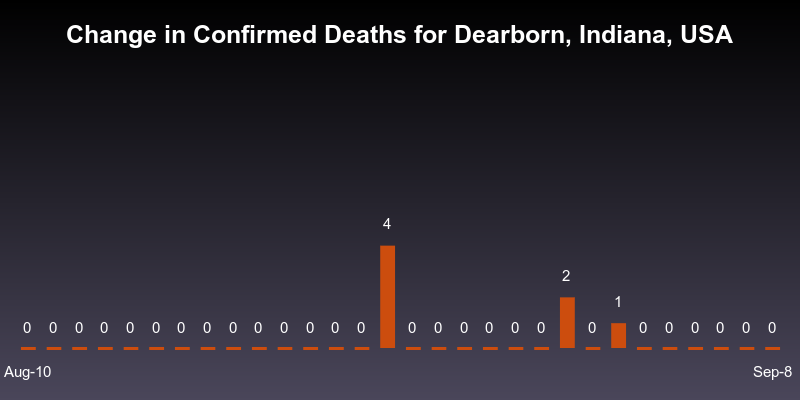 Change in Confirmed Deaths for Dearborn, Indiana, USA
4
2
1
0 0 0 0 0 0 0 0 0 0 0 0 0 0 0 0 0 0 0 0 0 0 0 0 0 0 0
Aug-10 Sep-8